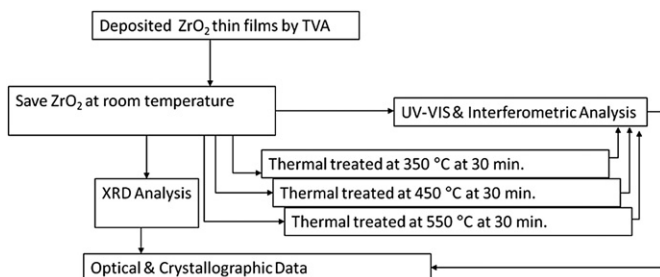 Deposited ZrO₂ thin films by TVA
Save ZrO₂ at room temperature
UV-VIS & Interferometric Analysis
Thermal treated at 350 °C at 30 min.
XRD Analysis
Thermal treated at 450 °C at 30 min.
Thermal treated at 550 °C at 30 min.
Optical & Crystallographic Data